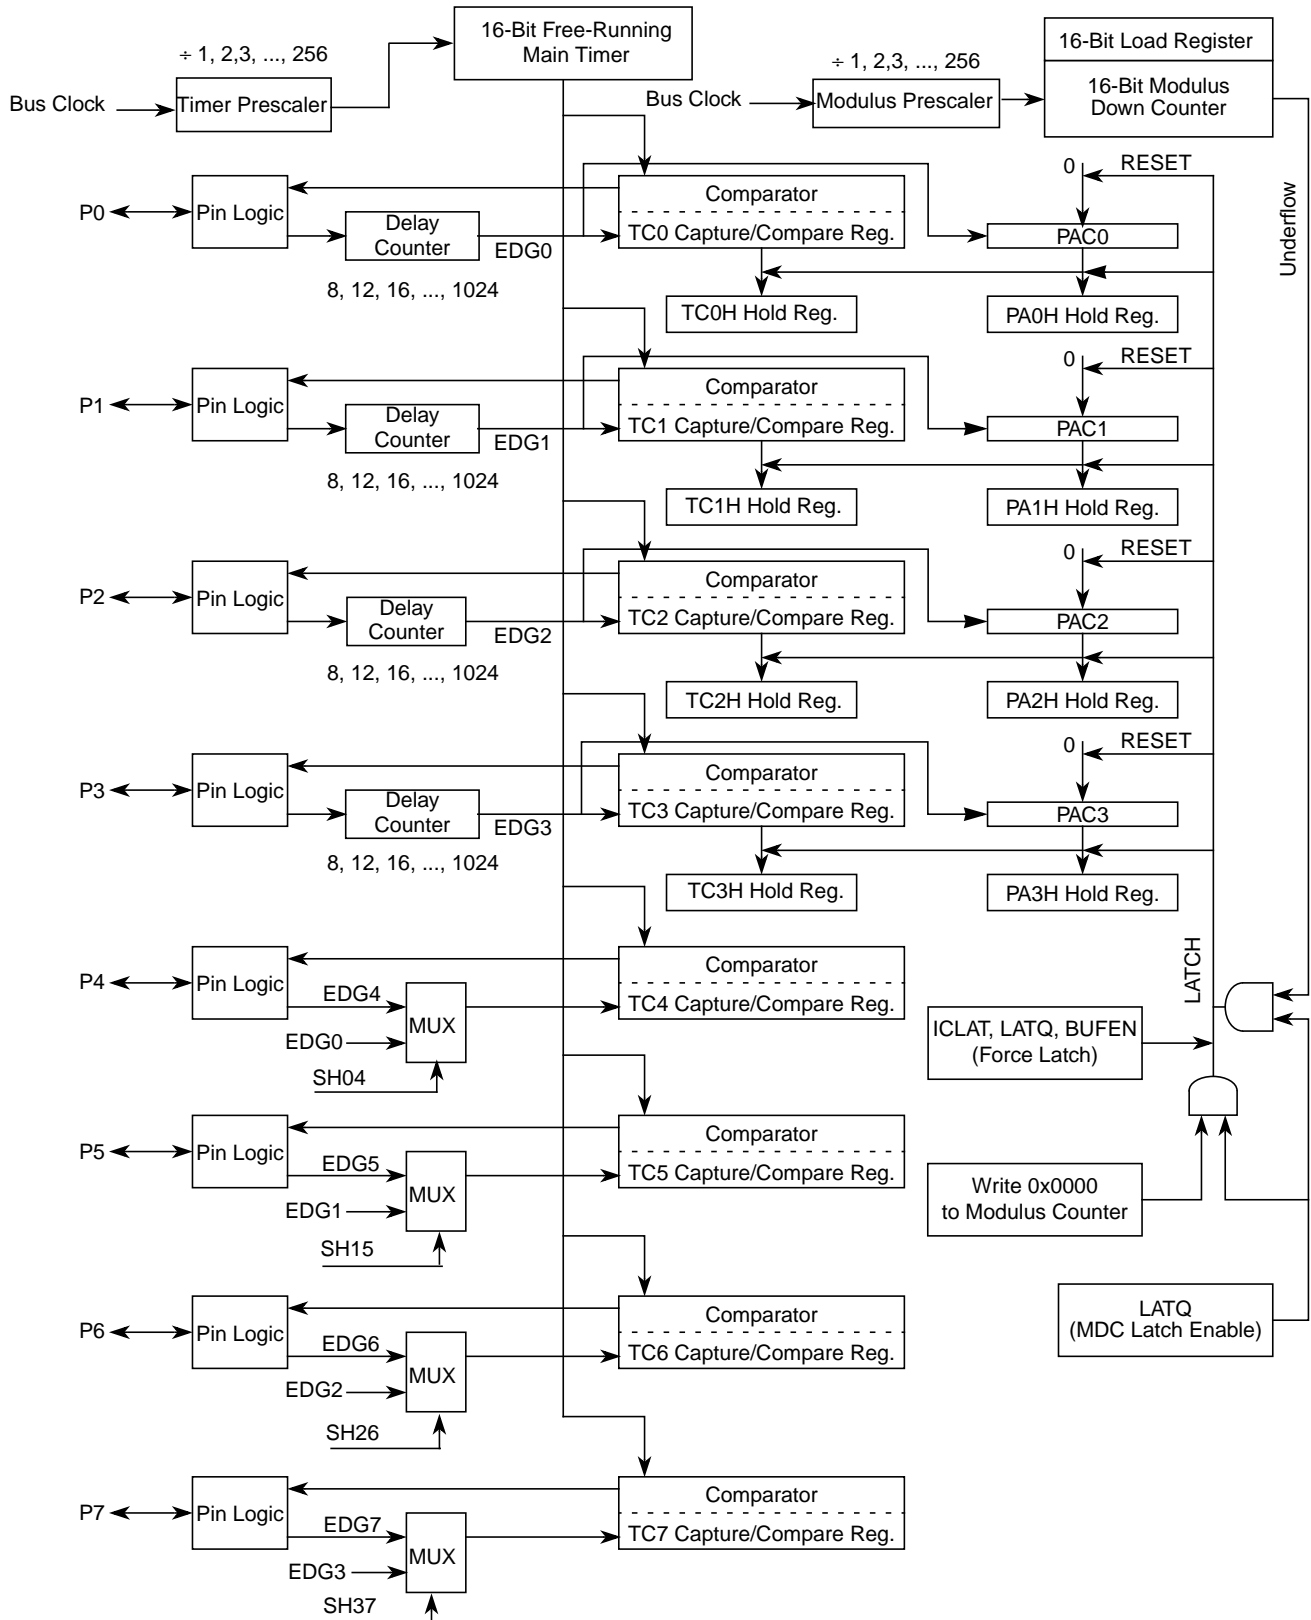 16-Bit Free-Running
Main Timer
÷ 1, 2,3, ..., 256
Bus Clock
Timer Prescaler
÷ 1, 2,3, ..., 256
Bus Clock
Modulus Prescaler
16-Bit Load Register
16-Bit Modulus
Down Counter
Underflow
P0
Pin Logic
Delay
Counter
EDG0
8, 12, 16, ..., 1024
Comparator
TC0 Capture/Compare Reg.
TC0H Hold Reg.
0
RESET
PAC0
PA0H Hold Reg.
P1
Pin Logic
Delay
Counter
EDG1
8, 12, 16, ..., 1024
Comparator
TC1 Capture/Compare Reg.
TC1H Hold Reg.
0
RESET
PAC1
PA1H Hold Reg.
P2
Pin Logic
Delay
Counter
EDG2
8, 12, 16, ..., 1024
Comparator
TC2 Capture/Compare Reg.
TC2H Hold Reg.
0
RESET
PAC2
PA2H Hold Reg.
P3
Pin Logic
Delay
Counter
EDG3
8, 12, 16, ..., 1024
Comparator
TC3 Capture/Compare Reg.
TC3H Hold Reg.
0
RESET
PAC3
PA3H Hold Reg.
LATCH
P4
Pin Logic
EDG4
EDG0
MUX
SH04
Comparator
TC4 Capture/Compare Reg.
ICLAT, LATQ, BUFEN
(Force Latch)
P5
Pin Logic
EDG5
EDG1
MUX
SH15
Comparator
TC5 Capture/Compare Reg.
Write 0x0000
to Modulus Counter
P6
Pin Logic
EDG6
EDG2
MUX
SH26
Comparator
TC6 Capture/Compare Reg.
LATQ
(MDC Latch Enable)
P7
Pin Logic
EDG7
EDG3
MUX
SH37
Comparator
TC7 Capture/Compare Reg.